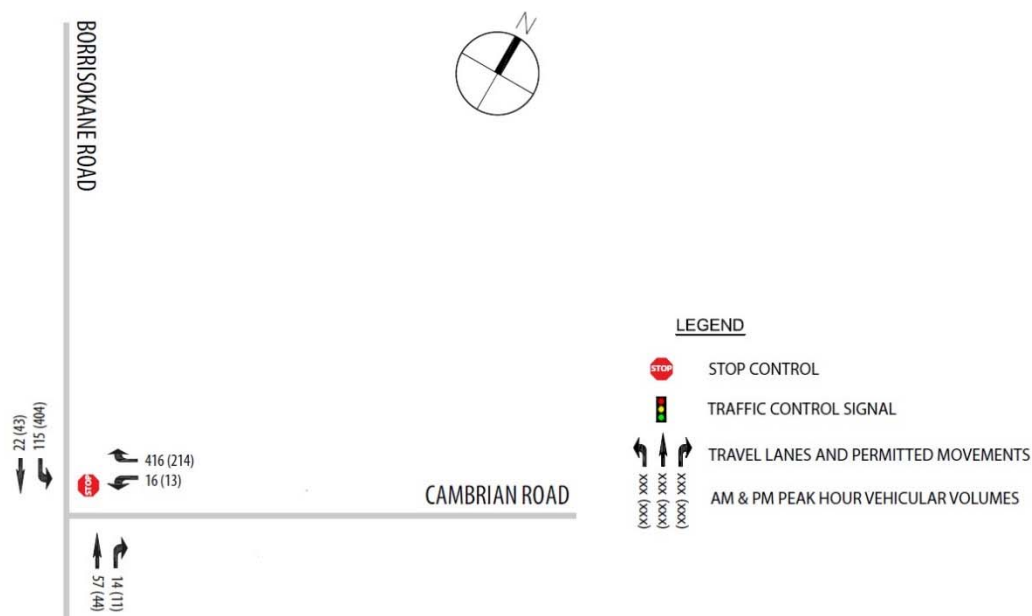 BORRISOKANE ROAD
N
LEGEND
STOP
STOP CONTROL
TRAFFIC CONTROL SIGNAL
TRAVEL LANES AND PERMITTED MOVEMENTS
xxx (xxx)
xxx (xxx)
xxx (xxx)
AM & PM PEAK HOUR VEHICULAR VOLUMES
22 (43)
115 (404)
STOP
416 (214)
16 (13)
CAMBRIAN ROAD
57 (44)
14 (11)